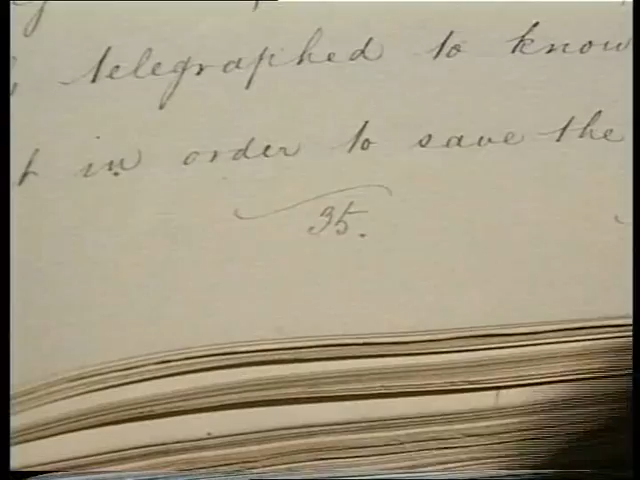 telegraphed to know
in order to save the
35.